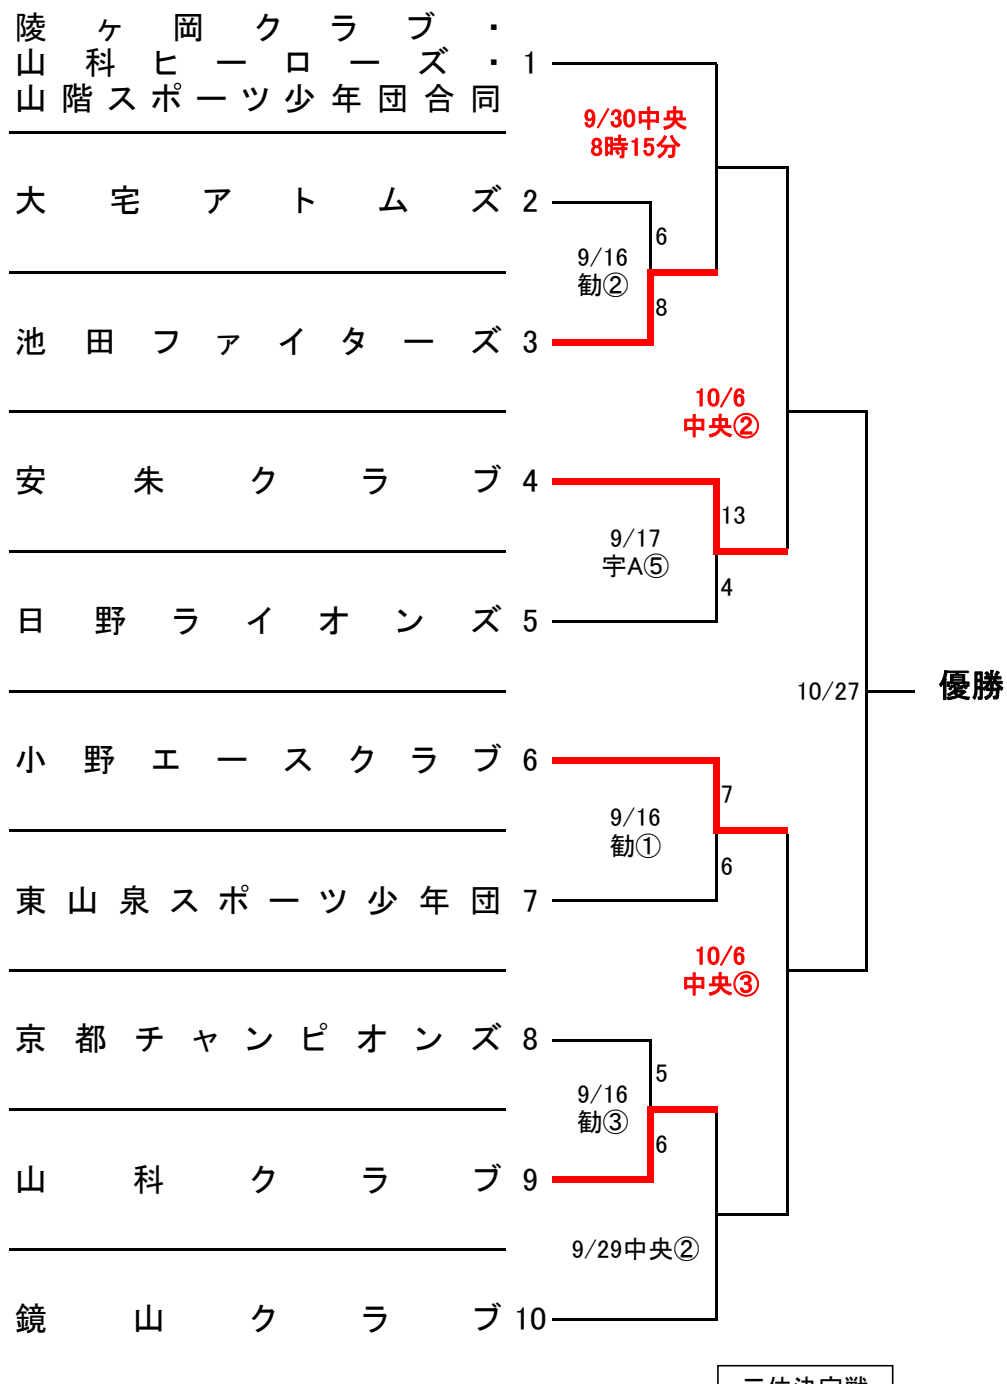 陵ヶ岡クラブ・
山科ヒーローズ・
山階スポーツ少年団合同
1
9/30中央
8時15分
大宅アトムズ 2
6
9/16
勧②
8
池田ファイターズ 3
10/6
中央②
安朱クラブ 4
13
9/17
宇A⑤
4
日野ライオンズ 5
10/27
優勝
小野エースクラブ 6
7
9/16
勧①
6
東山泉スポーツ少年団 7
10/6
中央③
京都チャンピオンズ 8
5
9/16
勧③
6
山科クラブ 9
9/29中央②
鏡山クラブ 10